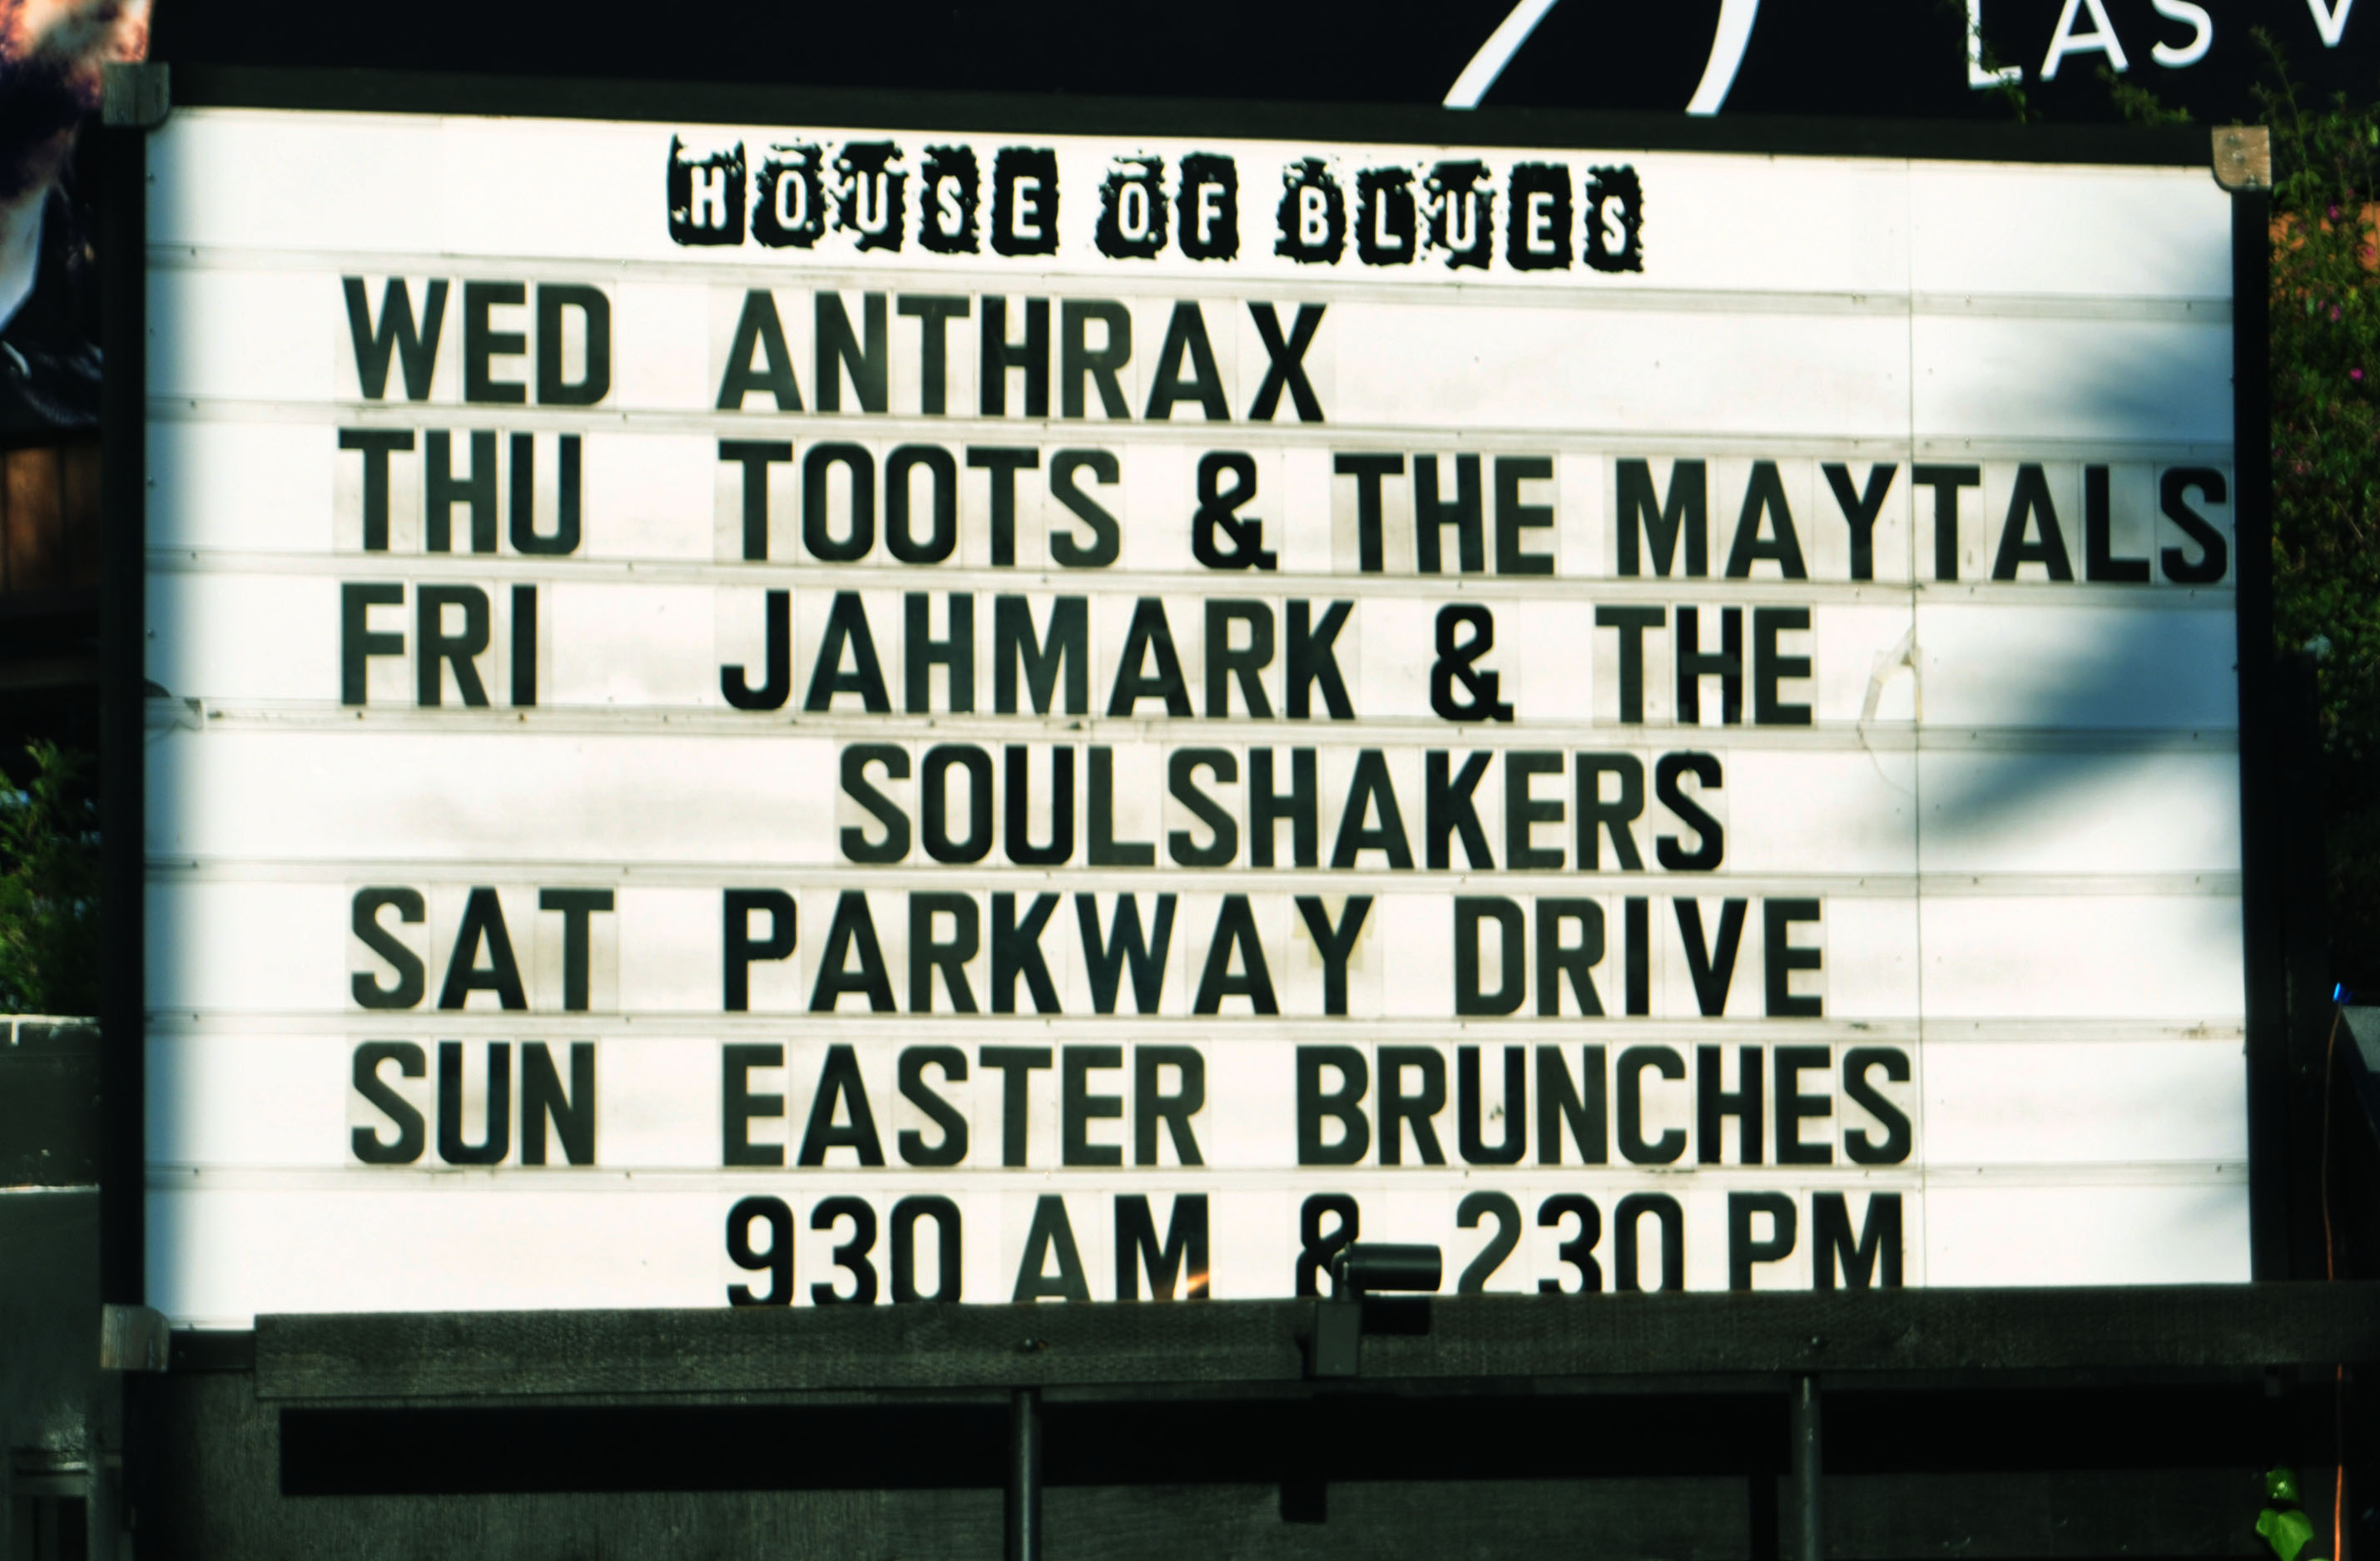 LAS V
HOUSE OF BLUES
WED ANTHRAX
THU TOOTS & THE MAYTALS
FRI JAHMARK & THE
SOULSHAKERS
SAT PARKWAY DRIVE
SUN EASTER BRUNCHES
930 AM & 230 PM